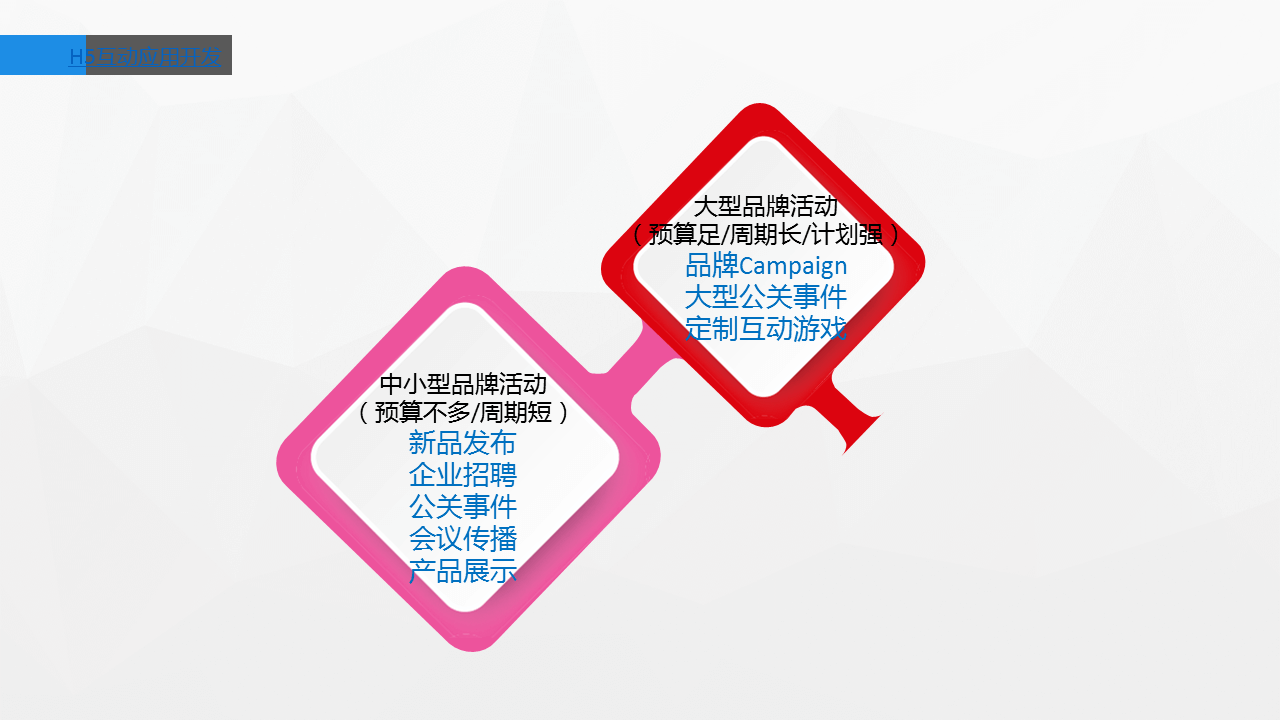 H5互动应用开发
大型品牌活动
（预算足/周期长/计划强）
品牌Campaign
大型公关事件
定制互动游戏
中小型品牌活动
（预算不多/周期短）
新品发布
企业招聘
公关事件
会议传播
产品展示